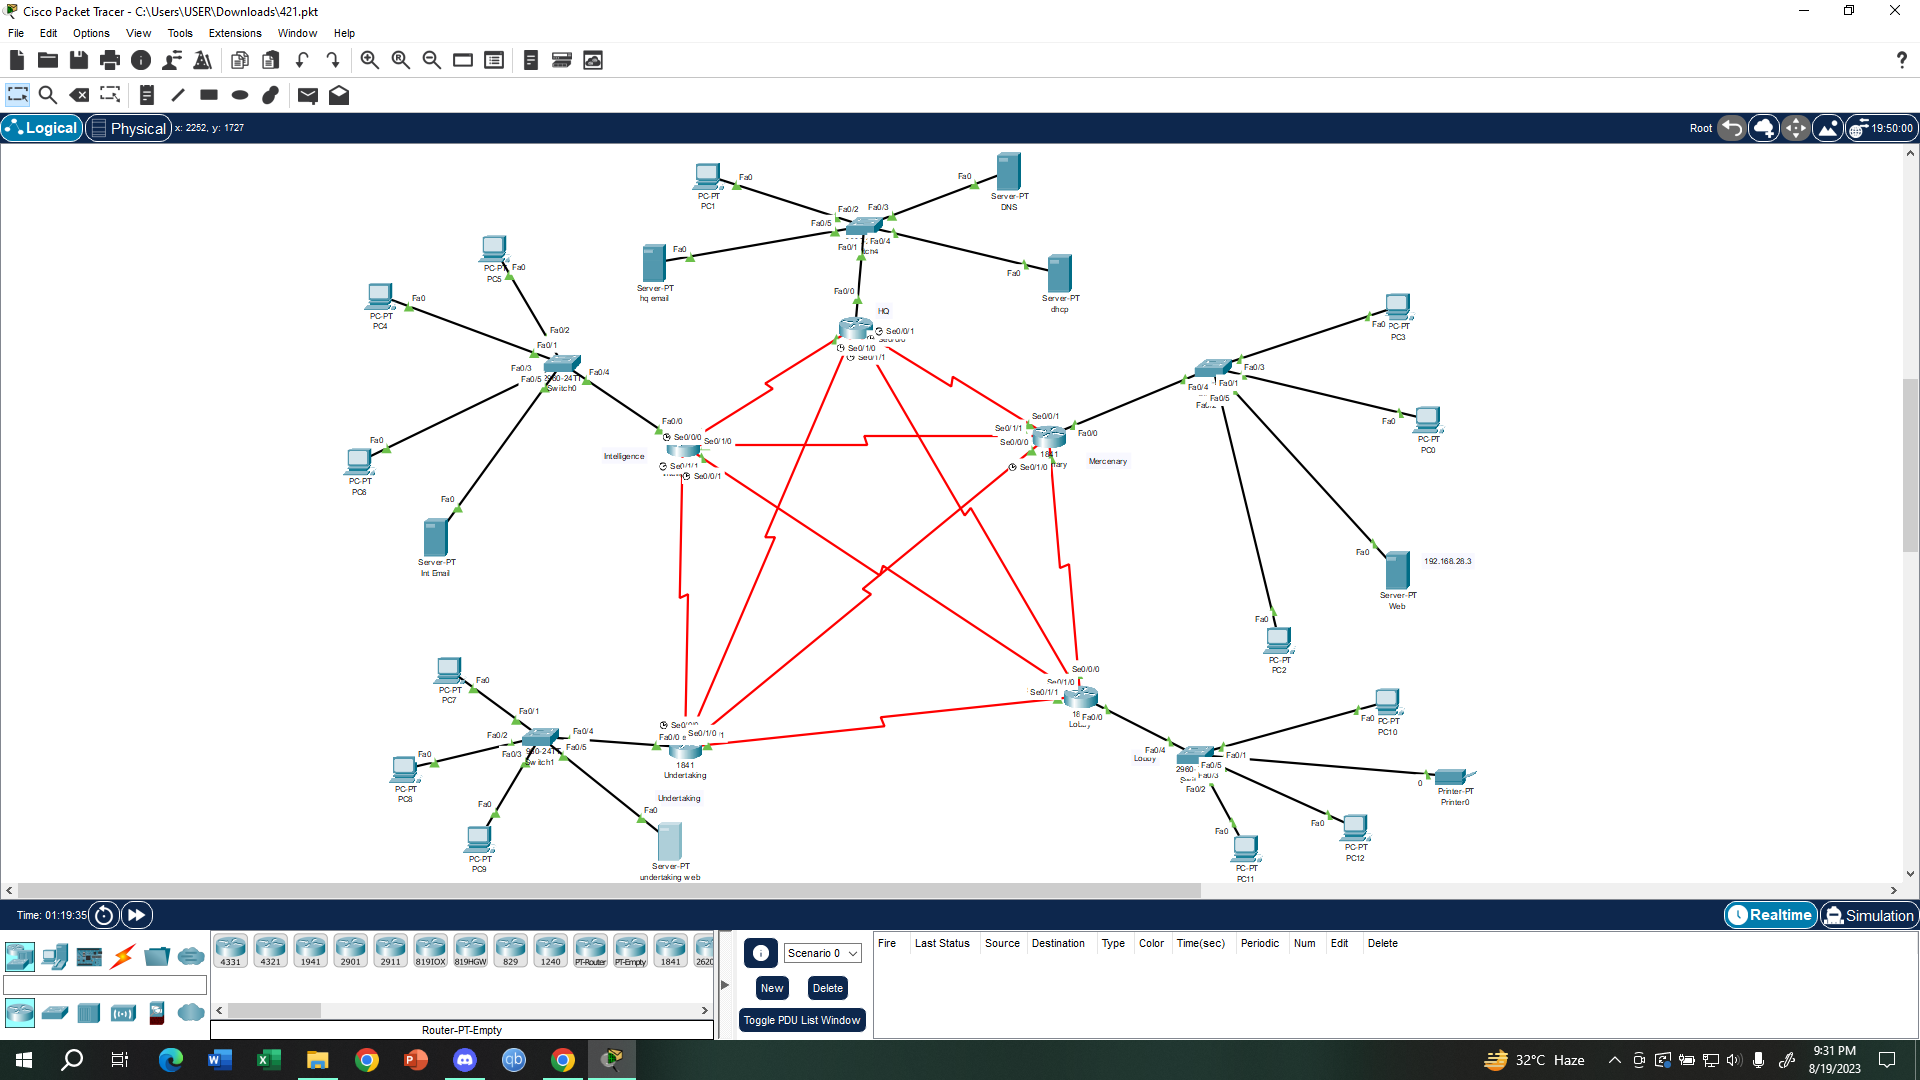 Cisco Packet Tracer - C:\Users\USER\Downloads\421.pkt
File Edit Options View Tools Extensions Window Help
Logical Physical x: 2252, y: 1727
Root 19:50:00
Fa0
PC-PT
PC1
Fa0
Server-PT
DNS
Fa0/2 Fa0/3
Fa0/5
Fa0/1 Fa0/4
Fa0
Server-PT
hq email
Fa0
Server-PT
dhcp
Fa0/0
HQ
Se0/0/1
Se0/1/0
Se0/1/1
Fa0
PC-PT
PC5
Fa0
PC-PT
PC4
Fa0/2
Fa0/1
Fa0/3
Fa0/5
Fa0/4
2960-24TT
Switch0
Fa0
PC-PT
PC6
Fa0
Server-PT
Int Email
Fa0/0
Se0/0/0
Se0/1/0
Intelligence
Se0/1/1
Se0/0/1
Se0/0/1
Se0/1/1
Se0/0/0
Fa0/0
1841
Se0/1/0
Mercenary
Fa0
PC-PT
PC3
Fa0/3
Fa0/4 Fa0/1
Fa0/5
Fa0/2
Fa0
PC-PT
PC0
Fa0
192.168.28.3
Server-PT
Web
Fa0
PC-PT
PC2
Se0/0/0
Se0/1/0
Se0/1/1
Fa0/0
Lobby
Fa0
PC-PT
PC7
Fa0/1
Fa0/2
Fa0/4
Fa0/3
Fa0/5
Switch1
Fa0
PC-PT
PC8
Fa0
PC-PT
PC9
Fa0
Server-PT
undertaking web
Se0/0/0
Fa0/0
Se0/1/0
1841
Undertaking
Undertaking
Lobby
Fa0/4
Fa0/1
Fa0/5
Fa0/3
Fa0/2
Fa0
PC-PT
PC10
0
Printer-PT
Printer0
Fa0
PC-PT
PC12
Fa0
PC-PT
PC11
Time: 01:19:35
Realtime Simulation
4331 4321 1941 2901 2911 819IOX 819HGW 829 1240 PT-Router PT-Empty 1841 2620
Router-PT-Empty
Scenario 0
New Delete
Toggle PDU List Window
Fire Last Status Source Destination Type Color Time(sec) Periodic Num Edit Delete
32°C Haze
9:31 PM
8/19/2023